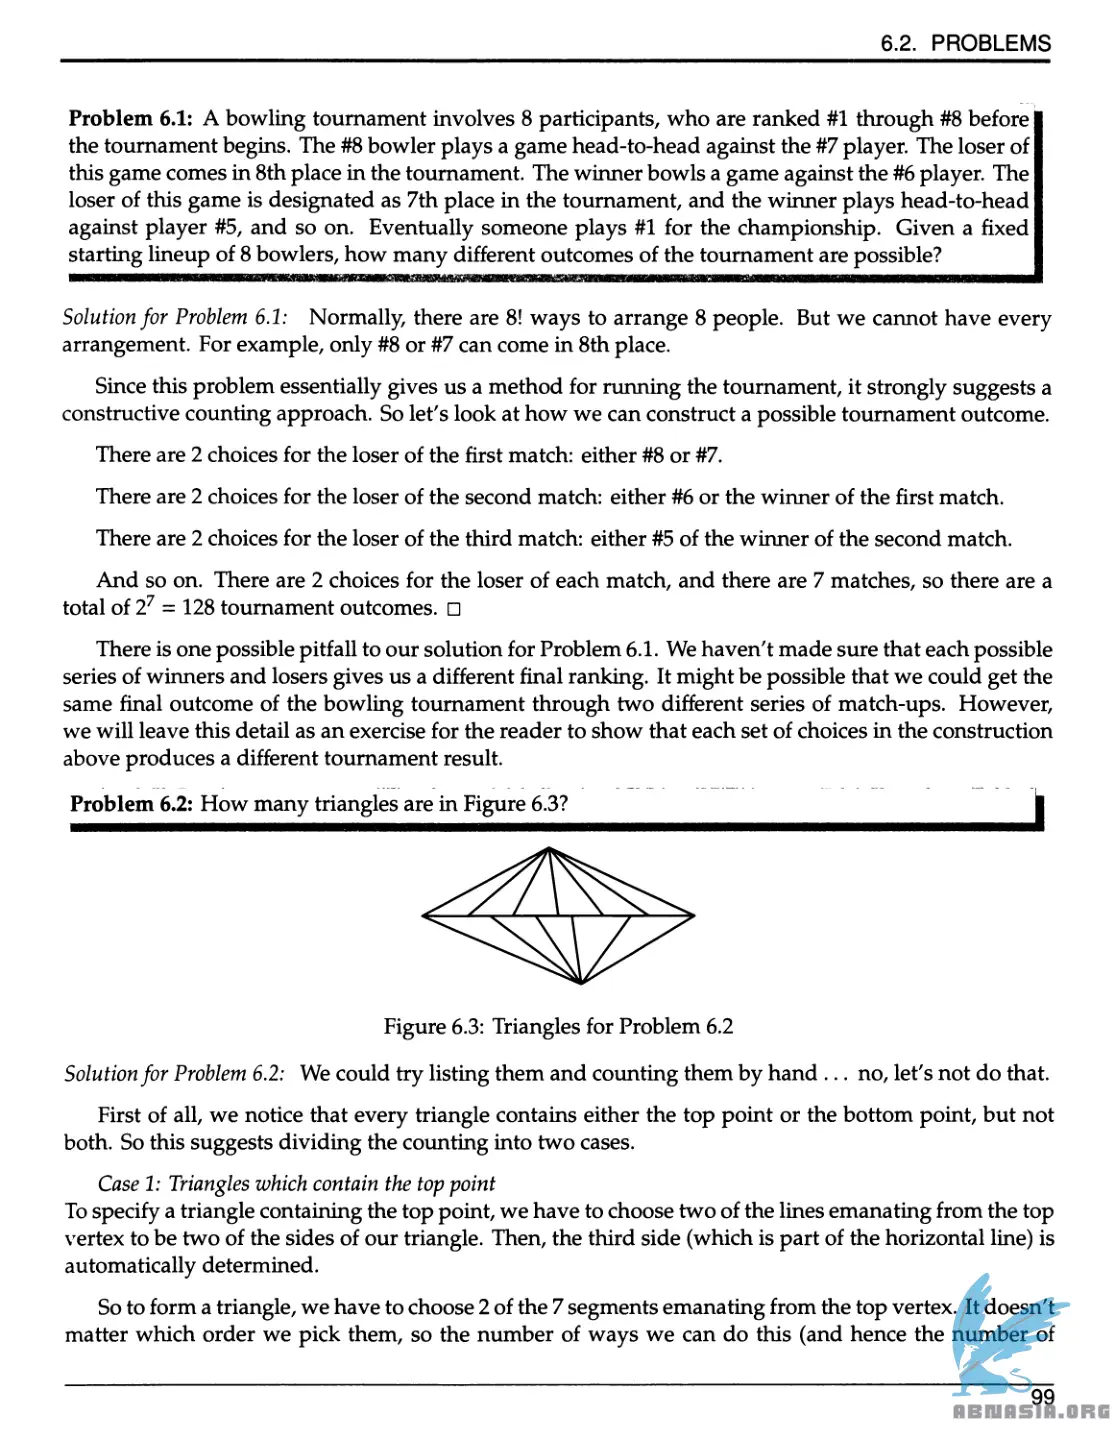 6.2. PROBLEMS
Problem 6.1: A bowling tournament involves 8 participants, who are ranked #1 through #8 before
the tournament begins. The #8 bowler plays a game head-to-head against the #7 player. The loser of
this game comes in 8th place in the tournament. The winner bowls a game against the #6 player. The
loser of this game is designated as 7th place in the tournament, and the winner plays head-to-head
against player #5, and so on. Eventually someone plays #1 for the championship. Given a fixed
starting lineup of 8 bowlers, how many different outcomes of the tournament are possible?
Solution for Problem 6.1: Normally, there are 8! ways to arrange 8 people. But we cannot have every
arrangement. For example, only #8 or #7 can come in 8th place.
Since this problem essentially gives us a method for running the tournament, it strongly suggests a
constructive counting approach. So let's look at how we can construct a possible tournament outcome.
There are 2 choices for the loser of the first match: either #8 or #7.
There are 2 choices for the loser of the second match: either #6 or the winner of the first match.
There are 2 choices for the loser of the third match: either #5 of the winner of the second match.
And so on. There are 2 choices for the loser of each match, and there are 7 matches, so there are a
total of 2⁷ = 128 tournament outcomes. □
There is one possible pitfall to our solution for Problem 6.1. We haven't made sure that each possible
series of winners and losers gives us a different final ranking. It might be possible that we could get the
same final outcome of the bowling tournament through two different series of match-ups. However,
we will leave this detail as an exercise for the reader to show that each set of choices in the construction
above produces a different tournament result.
Problem 6.2: How many triangles are in Figure 6.3?
Figure 6.3: Triangles for Problem 6.2
Solution for Problem 6.2: We could try listing them and counting them by hand . . . no, let's not do that.
First of all, we notice that every triangle contains either the top point or the bottom point, but not
both. So this suggests dividing the counting into two cases.
Case 1: Triangles which contain the top point
To specify a triangle containing the top point, we have to choose two of the lines emanating from the top
vertex to be two of the sides of our triangle. Then, the third side (which is part of the horizontal line) is
automatically determined.
So to form a triangle, we have to choose 2 of the 7 segments emanating from the top vertex. It doesn't
matter which order we pick them, so the number of ways we can do this (and hence the number of
99
ABNASIA.ORG